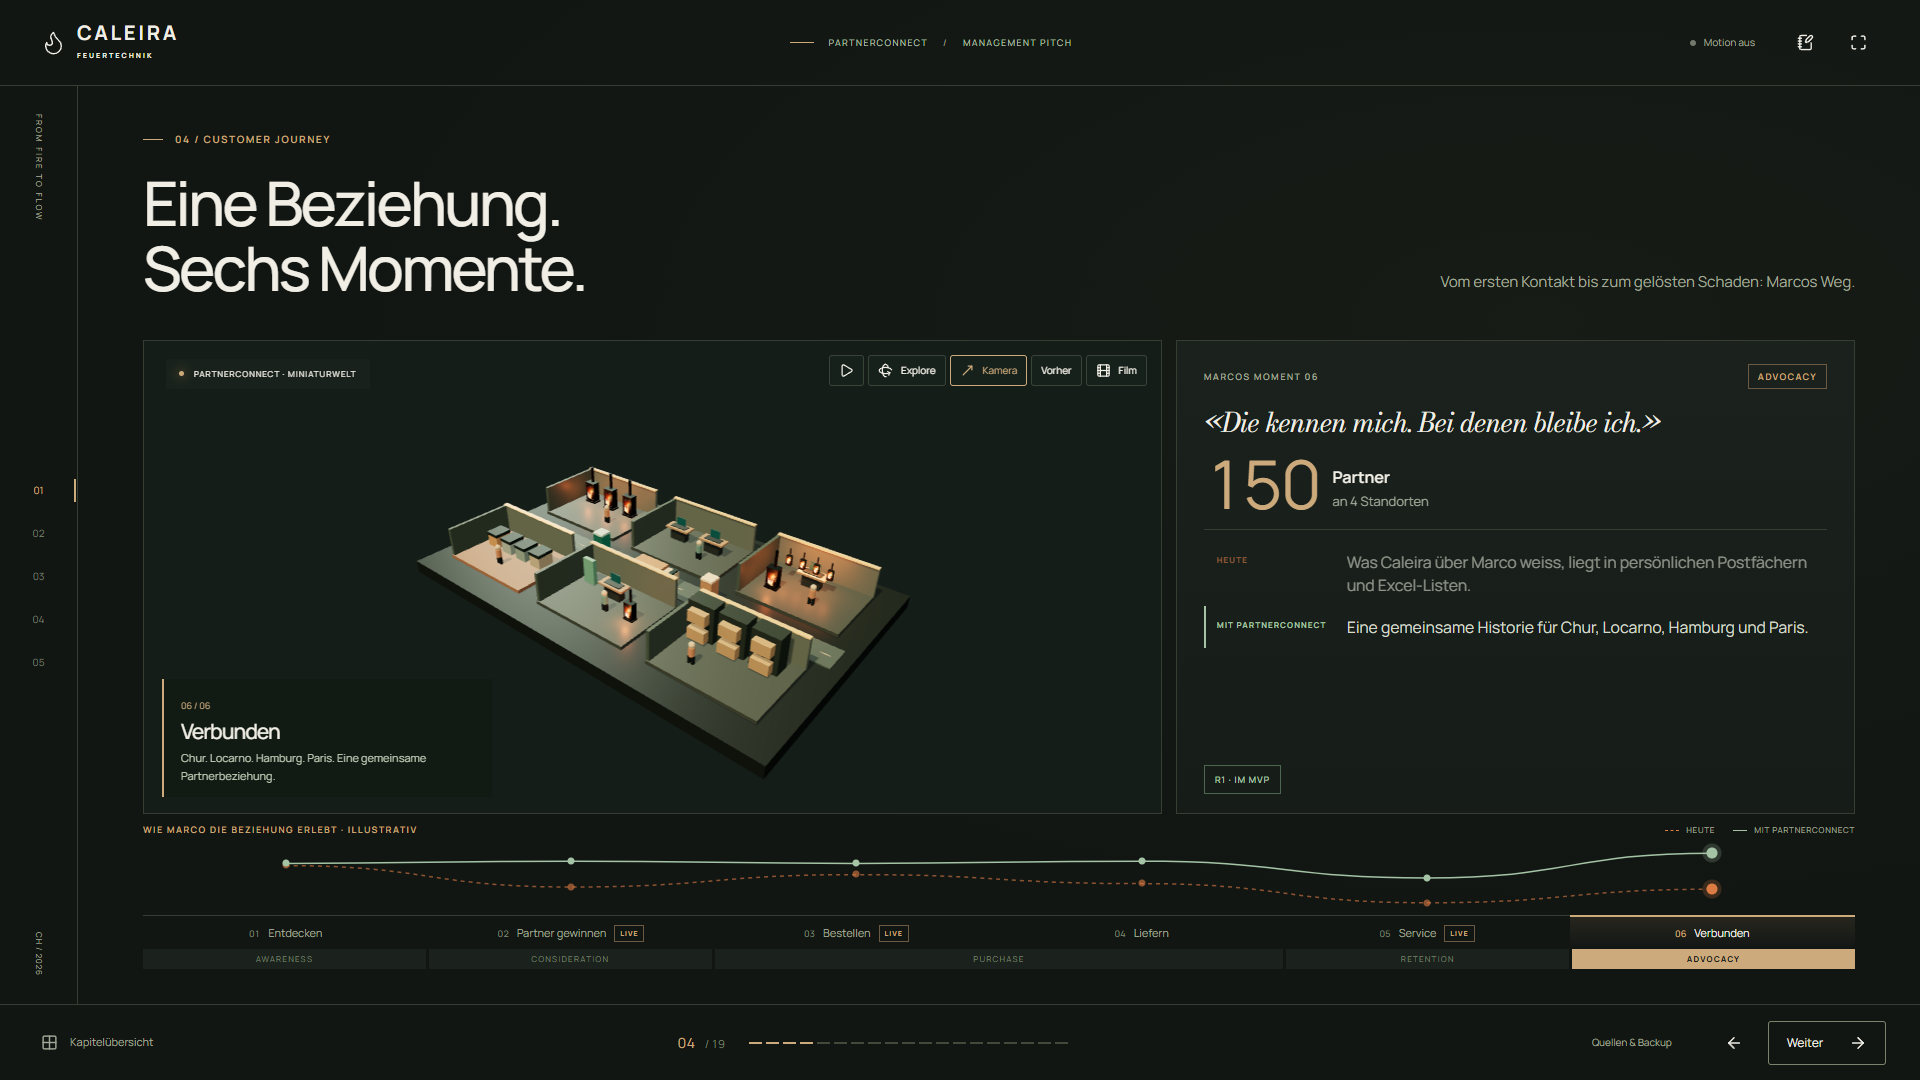 CALEIRA
FEUERTECHNIK
PARTNERCONNECT / MANAGEMENT PITCH
Motion aus
FROM FIRE TO FLOW
04 / CUSTOMER JOURNEY
Eine Beziehung.
Sechs Momente.
Vom ersten Kontakt bis zum gelösten Schaden: Marcos Weg.
01
02
03
04
05
PARTNERCONNECT · MINIATURWELT
Explore
Kamera
Vorher
Film
06 / 06
Verbunden
Chur. Locarno. Hamburg. Paris. Eine gemeinsame
Partnerbeziehung.
MARCOS MOMENT 06
ADVOCACY
«Die kennen mich. Bei denen bleibe ich.»
150
Partner
an 4 Standorten
HEUTE
Was Caleira über Marco weiss, liegt in persönlichen Postfächern
und Excel-Listen.
MIT PARTNERCONNECT
Eine gemeinsame Historie für Chur, Locarno, Hamburg und Paris.
R1 · IM MVP
WIE MARCO DIE BEZIEHUNG ERLEBT · ILLUSTRATIV
HEUTE
MIT PARTNERCONNECT
01 Entdecken
02 Partner gewinnen LIVE
03 Bestellen LIVE
04 Liefern
05 Service LIVE
06 Verbunden
AWARENESS
CONSIDERATION
PURCHASE
RETENTION
ADVOCACY
CH / 2026
Kapitelübersicht
04 / 19
Quellen & Backup
Weiter